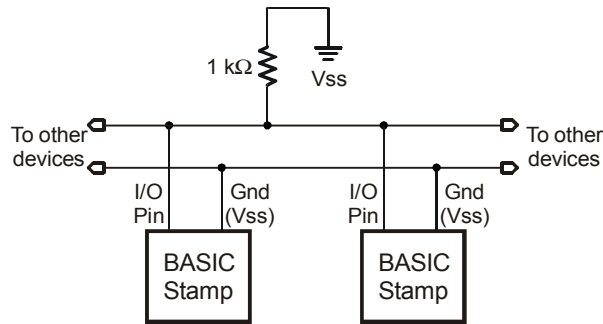 1 kΩ
Vss
To other
devices
To other
devices
I/O
Pin
Gnd
(Vss)
I/O
Pin
Gnd
(Vss)
BASIC
Stamp
BASIC
Stamp